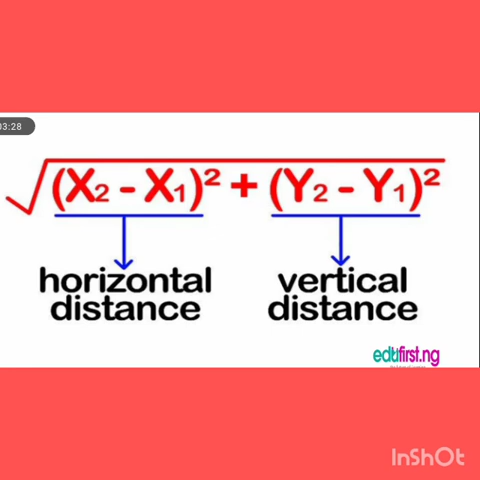 03:28
√(X₂ - X₁)² + (Y₂ - Y₁)²
horizontal
distance
vertical
distance
edufirst.ng
InShOt